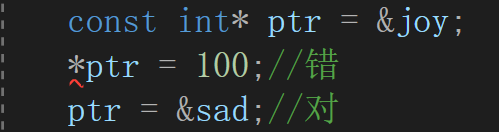 const int* ptr = &joy;
*ptr = 100;//错
ptr = &sad;//对